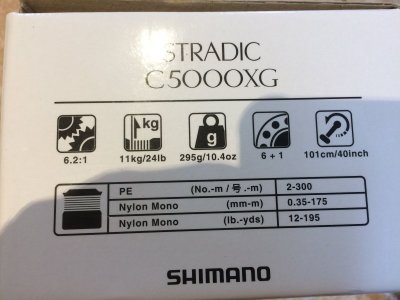 STRADIC
C5000XG
kg
g
6.2:1 11kg/24lb 295g/10.4oz 6 + 1 101cm/40inch
PE (No.-m / 号 .-m) 2-300
Nylon Mono (mm-m) 0.35-175
Nylon Mono (lb.-yds) 12-195
SHIMANO